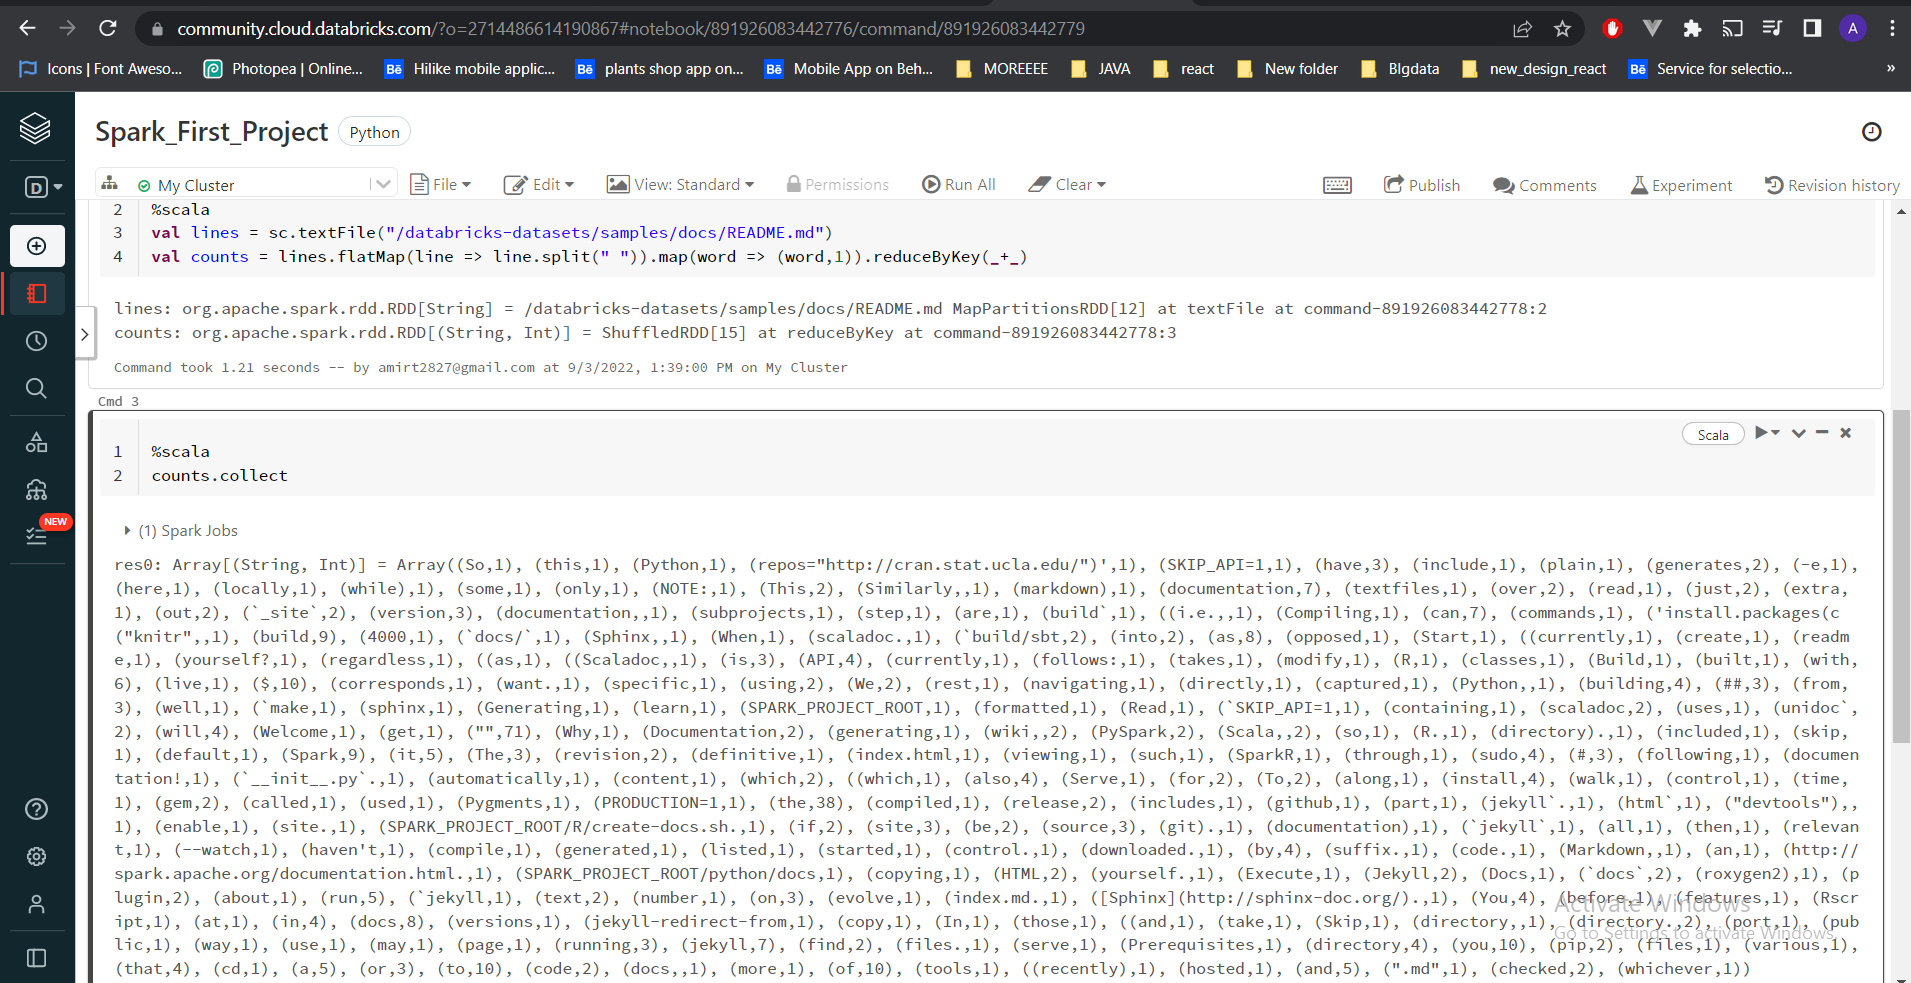 community.cloud.databricks.com/?o=2714486614190867#notebook/891926083442776/command/891926083442779
A
Icons | Font Aweso...
Photopea | Online...
Bē Hilike mobile applic...
Bē plants shop app on...
Bē Mobile App on Beh...
MOREEEE
JAVA
react
New folder
BIgdata
new_design_react
Bē Service for selectio...
»
Spark_First_Project
Python
D
My Cluster
File
Edit
View: Standard
Permissions
Run All
Clear
Publish
Comments
Experiment
Revision history
2 %scala
3 val lines = sc.textFile("/databricks-datasets/samples/docs/README.md")
4 val counts = lines.flatMap(line => line.split(" ")).map(word => (word,1)).reduceByKey(_+_)
lines: org.apache.spark.rdd.RDD[String] = /databricks-datasets/samples/docs/README.md MapPartitionsRDD[12] at textFile at command-891926083442778:2
counts: org.apache.spark.rdd.RDD[(String, Int)] = ShuffledRDD[15] at reduceByKey at command-891926083442778:3
Command took 1.21 seconds -- by amirt2827@gmail.com at 9/3/2022, 1:39:00 PM on My Cluster
Cmd 3
Scala
1 %scala
2 counts.collect
NEW
(1) Spark Jobs
res0: Array[(String, Int)] = Array((So,1), (this,1), (Python,1), (repos="http://cran.stat.ucla.edu/")',1), (SKIP_API=1,1), (have,3), (include,1), (plain,1), (generates,2), (-e,1),
(here,1), (locally,1), (while),1), (some,1), (only,1), (NOTE:,1), (This,2), (Similarly,,1), (markdown),1), (documentation,7), (textfiles,1), (over,2), (read,1), (just,2), (extra,
1), (out,2), (`_site`,2), (version,3), (documentation,,1), (subprojects,1), (step,1), (are,1), (build`,1), ((i.e.,,1), (Compiling,1), (can,7), (commands,1), ('install.packages(c
("knitr",,1), (build,9), (4000,1), (`docs/`,1), (Sphinx,,1), (When,1), (scaladoc.,1), (`build/sbt,2), (into,2), (as,8), (opposed,1), (Start,1), ((currently,1), (create,1), (readm
e,1), (yourself?,1), (regardless,1), ((as,1), ((Scaladoc,,1), (is,3), (API,4), (currently,1), (follows:,1), (takes,1), (modify,1), (R,1), (classes,1), (Build,1), (built,1), (with,
6), (live,1), ($,10), (corresponds,1), (want.,1), (specific,1), (using,2), (We,2), (rest,1), (navigating,1), (directly,1), (captured,1), (Python,,1), (building,4), (##,3), (from,
3), (well,1), (`make,1), (sphinx,1), (Generating,1), (learn,1), (SPARK_PROJECT_ROOT,1), (formatted,1), (Read,1), (`SKIP_API=1,1), (containing,1), (scaladoc,2), (uses,1), (unidoc`,
2), (will,4), (Welcome,1), (get,1), ("",71), (Why,1), (Documentation,2), (generating,1), (wiki,,2), (PySpark,2), (Scala,,2), (so,1), (R.,1), (directory).,1), (included,1), (skip,
1), (default,1), (Spark,9), (it,5), (The,3), (revision,2), (definitive,1), (index.html,1), (viewing,1), (such,1), (SparkR,1), (through,1), (sudo,4), (#,3), (following,1), (documen
tation!,1), (`__init__.py`.,1), (automatically,1), (content,1), (which,2), ((which,1), (also,4), (Serve,1), (for,2), (To,2), (along,1), (install,4), (walk,1), (control,1), (time,
1), (gem,2), (called,1), (used,1), (Pygments,1), (PRODUCTION=1,1), (the,38), (compiled,1), (release,2), (includes,1), (github,1), (part,1), (jekyll`.,1), (html`,1), ("devtools"),,
1), (enable,1), (site.,1), (SPARK_PROJECT_ROOT/R/create-docs.sh.,1), (if,2), (site,3), (be,2), (source,3), (git).,1), (documentation),1), (`jekyll`,1), (all,1), (then,1), (relevan
t,1), (--watch,1), (haven't,1), (compile,1), (generated,1), (listed,1), (started,1), (control.,1), (downloaded.,1), (by,4), (suffix.,1), (code.,1), (Markdown,,1), (an,1), (http://
spark.apache.org/documentation.html.,1), (SPARK_PROJECT_ROOT/python/docs,1), (copying,1), (HTML,2), (yourself.,1), (Execute,1), (Jekyll,2), (Docs,1), (`docs`,2), (roxygen2),1), (p
lugin,2), (about,1), (run,5), (`jekyll,1), (text,2), (number,1), (on,3), (evolve,1), (index.md.,1), ([Sphinx](http://sphinx-doc.org/).,1), (You,4), (before,1), (features,1), (Rscr
ipt,1), (at,1), (in,4), (docs,8), (versions,1), (jekyll-redirect-from,1), (copy,1), (In,1), (those,1), ((and,1), (take,1), (Skip,1), (directory,,1), (directory.,2), (port,1), (pub
lic,1), (way,1), (use,1), (may,1), (page,1), (running,3), (jekyll,7), (find,2), (files.,1), (serve,1), (Prerequisites,1), (directory,4), (you,10), (pip,2), (files,1), (various,1),
(that,4), (cd,1), (a,5), (or,3), (to,10), (code,2), (docs,,1), (more,1), (of,10), (tools,1), ((recently),1), (hosted,1), (and,5), (".md",1), (checked,2), (whichever,1))
Activate Windows
Go to Settings to activate Windows.